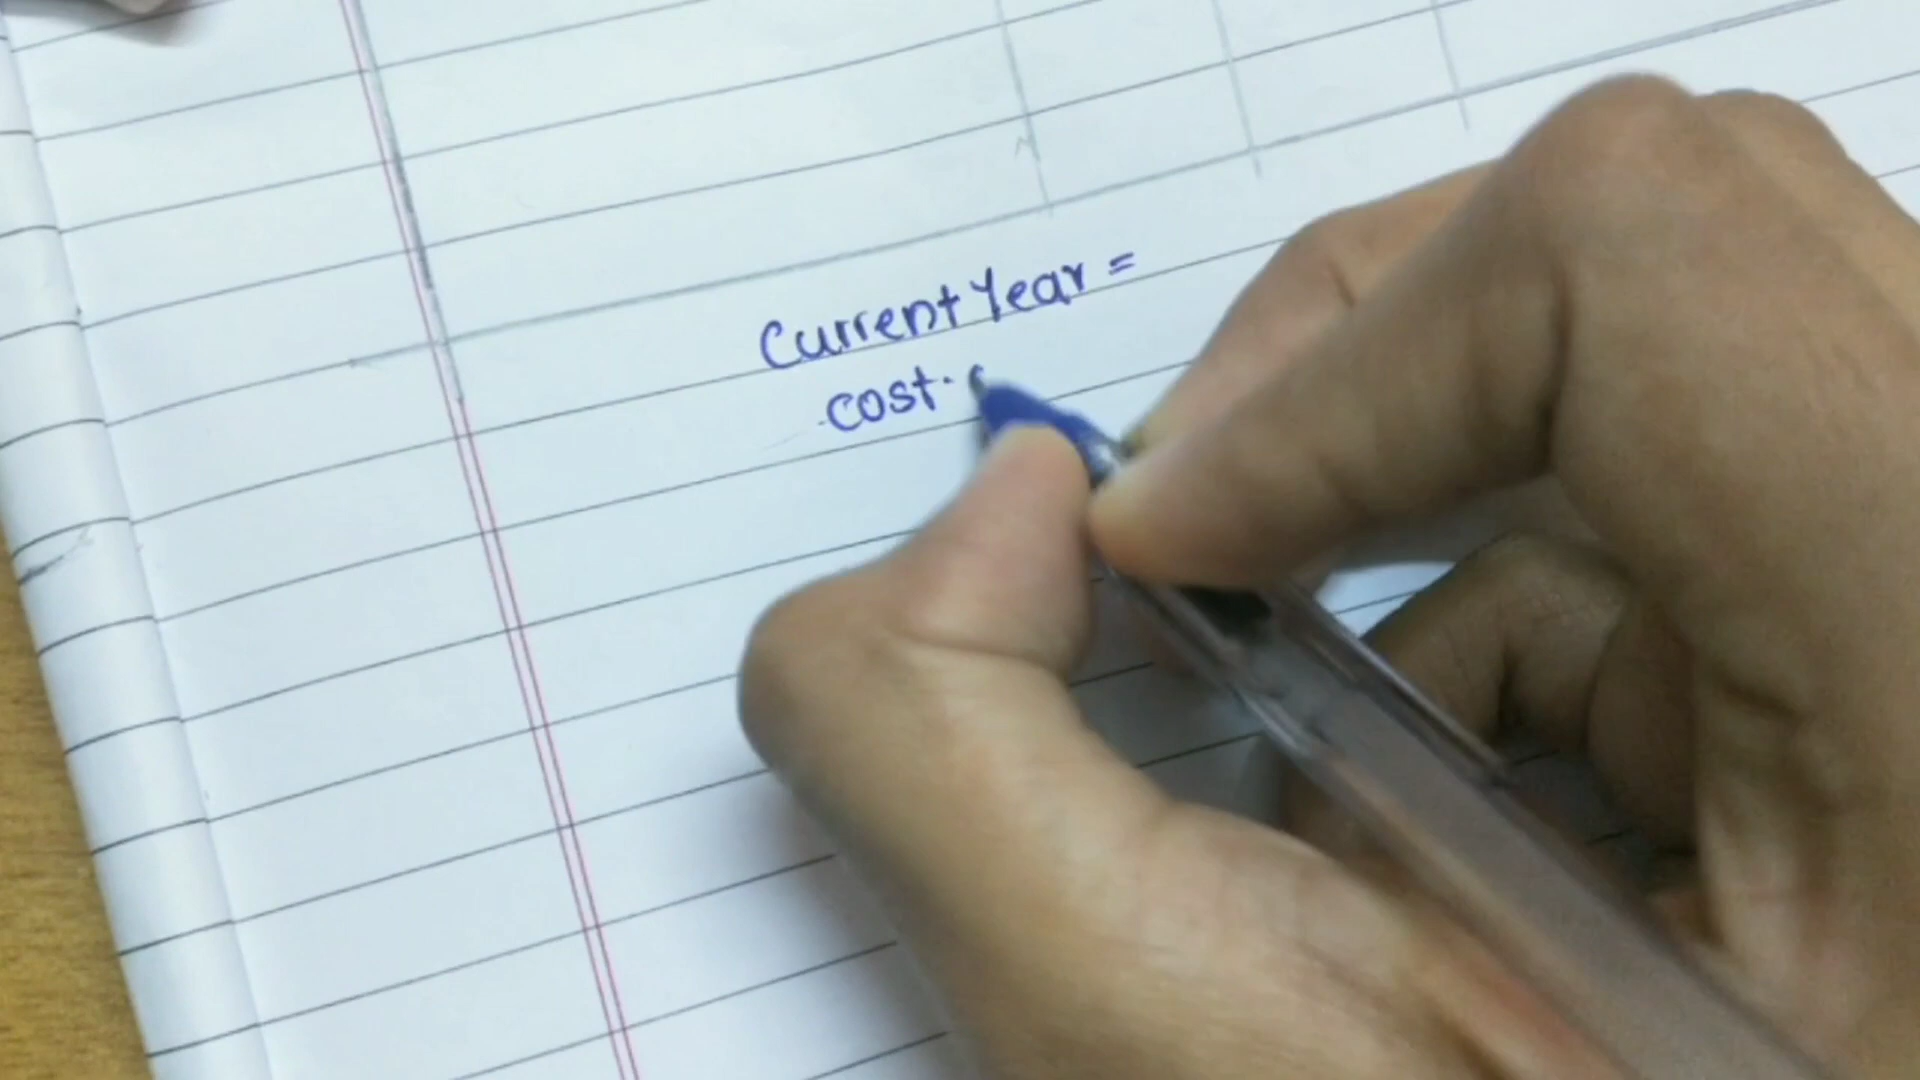 Current Year =
cost.